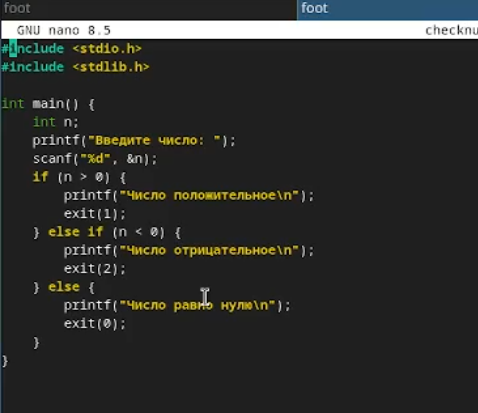 foot foot
GNU nano 8.5 checknu
#include <stdio.h>
#include <stdlib.h>
int main() {
    int n;
    printf("Введите число: ");
    scanf("%d", &n);
    if (n > 0) {
        printf("Число положительное\n");
        exit(1);
    } else if (n < 0) {
        printf("Число отрицательное\n");
        exit(2);
    } else {
        printf("Число равно нулю\n");
        exit(0);
    }
}